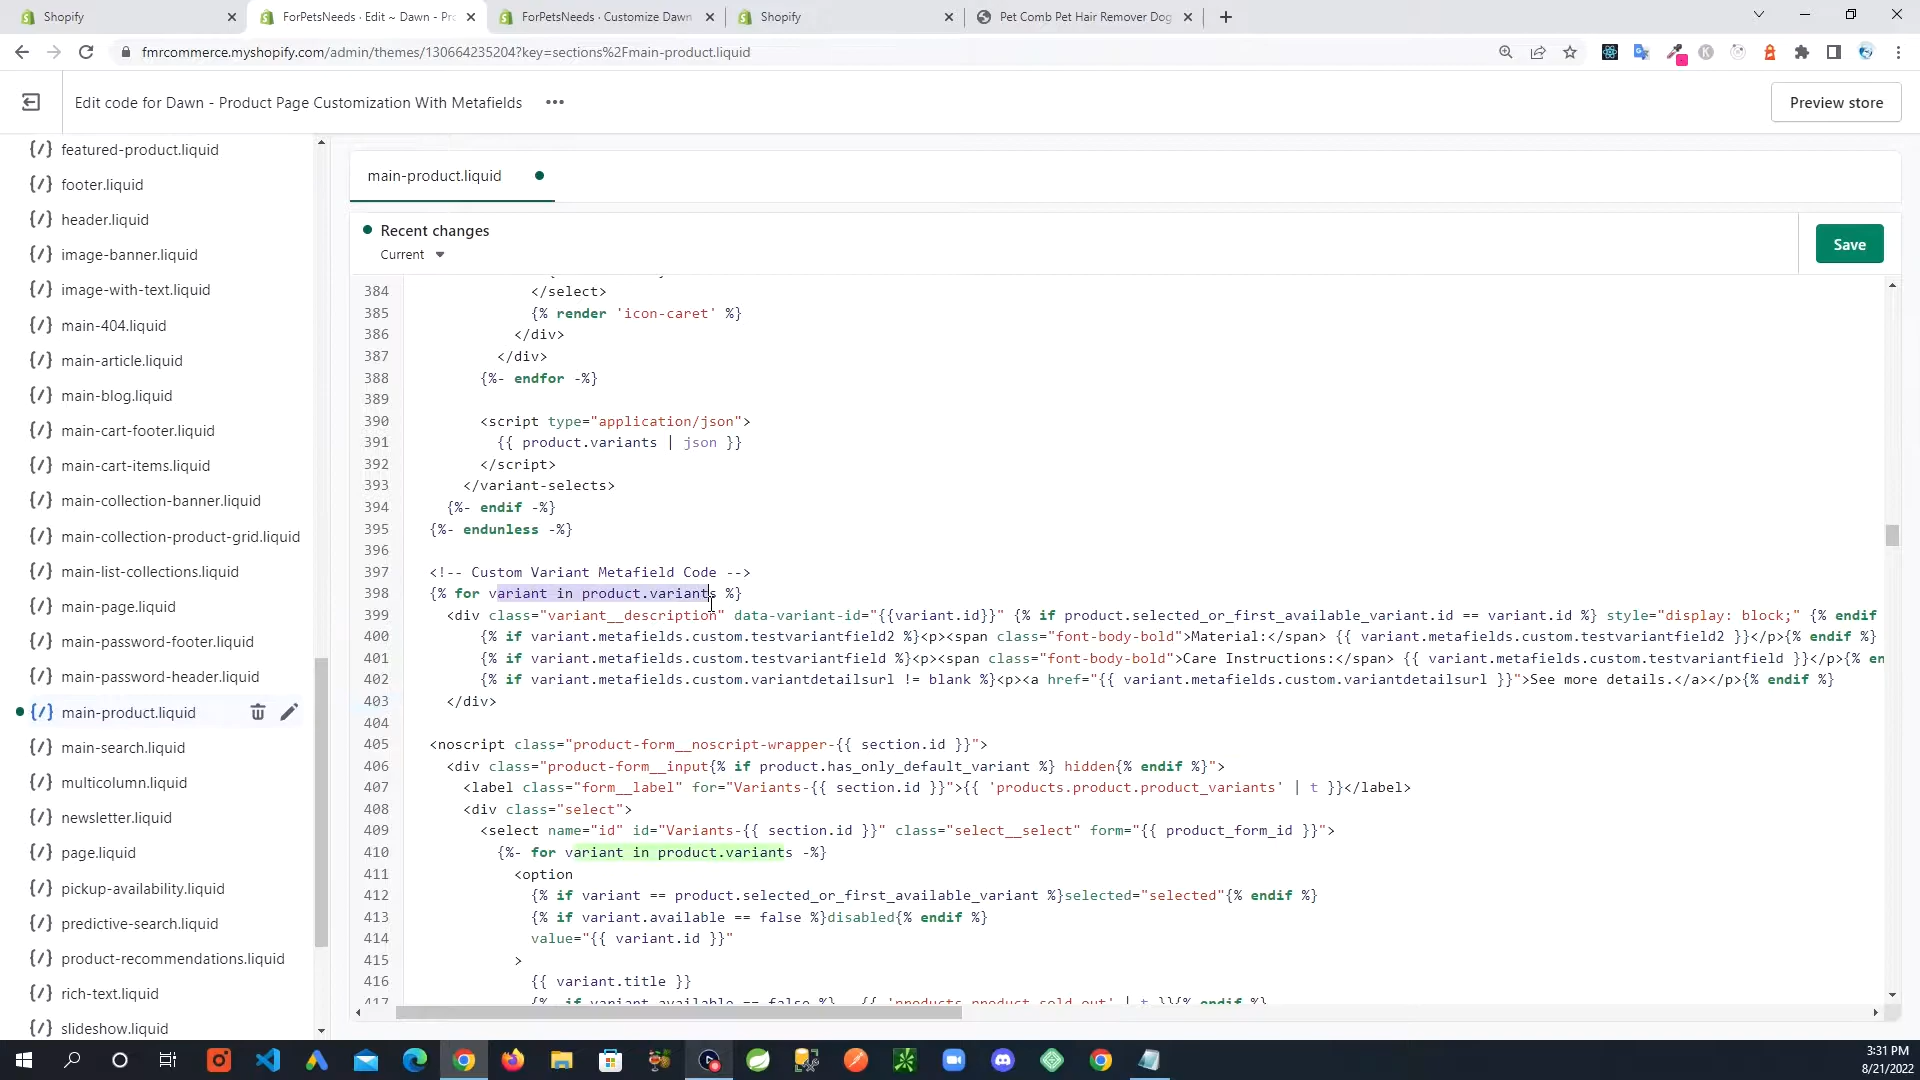 Shopify
ForPetsNeeds · Edit ~ Dawn - Pro
ForPetsNeeds · Customize Dawn
Shopify
Pet Comb Pet Hair Remover Dog
fmrcommerce.myshopify.com/admin/themes/130664235204?key=sections%2Fmain-product.liquid
Edit code for Dawn - Product Page Customization With Metafields
Preview store
{/} featured-product.liquid
{/} footer.liquid
{/} header.liquid
{/} image-banner.liquid
{/} image-with-text.liquid
{/} main-404.liquid
{/} main-article.liquid
{/} main-blog.liquid
{/} main-cart-footer.liquid
{/} main-cart-items.liquid
{/} main-collection-banner.liquid
{/} main-collection-product-grid.liquid
{/} main-list-collections.liquid
{/} main-page.liquid
{/} main-password-footer.liquid
{/} main-password-header.liquid
{/} main-product.liquid
{/} main-search.liquid
{/} multicolumn.liquid
{/} newsletter.liquid
{/} page.liquid
{/} pickup-availability.liquid
{/} predictive-search.liquid
{/} product-recommendations.liquid
{/} rich-text.liquid
{/} slideshow.liquid
main-product.liquid
Recent changes
Current
Save
384 </select>
385 {% render 'icon-caret' %}
386 </div>
387 </div>
388 {%- endfor -%}
389
390 <script type="application/json">
391 {{ product.variants | json }}
392 </script>
393 </variant-selects>
394 {%- endif -%}
395 {%- endunless -%}
396
397 <!-- Custom Variant Metafield Code -->
398 {% for variant in product.variants %}
399 <div class="variant__description" data-variant-id="{{variant.id}}" {% if product.selected_or_first_available_variant.id == variant.id %} style="display: block;" {% endif
400 {% if variant.metafields.custom.testvariantfield2 %}<p><span class="font-body-bold">Material:</span> {{ variant.metafields.custom.testvariantfield2 }}</p>{% endif %}
401 {% if variant.metafields.custom.testvariantfield %}<p><span class="font-body-bold">Care Instructions:</span> {{ variant.metafields.custom.testvariantfield }}</p>{% en
402 {% if variant.metafields.custom.variantdetailsurl != blank %}<p><a href="{{ variant.metafields.custom.variantdetailsurl }}">See more details.</a></p>{% endif %}
403 </div>
404
405 <noscript class="product-form__noscript-wrapper-{{ section.id }}">
406 <div class="product-form__input{% if product.has_only_default_variant %} hidden{% endif %}">
407 <label class="form__label" for="Variants-{{ section.id }}">{{ 'products.product.product_variants' | t }}</label>
408 <div class="select">
409 <select name="id" id="Variants-{{ section.id }}" class="select__select" form="{{ product_form_id }}">
410 {%- for variant in product.variants -%}
411 <option
412 {% if variant == product.selected_or_first_available_variant %}selected="selected"{% endif %}
413 {% if variant.available == false %}disabled{% endif %}
414 value="{{ variant.id }}"
415 >
416 {{ variant.title }}
417 {% if variant.available == false %} {{ 'products.product.sold_out' | t }}{% endif %}
3:31 PM
8/21/2022